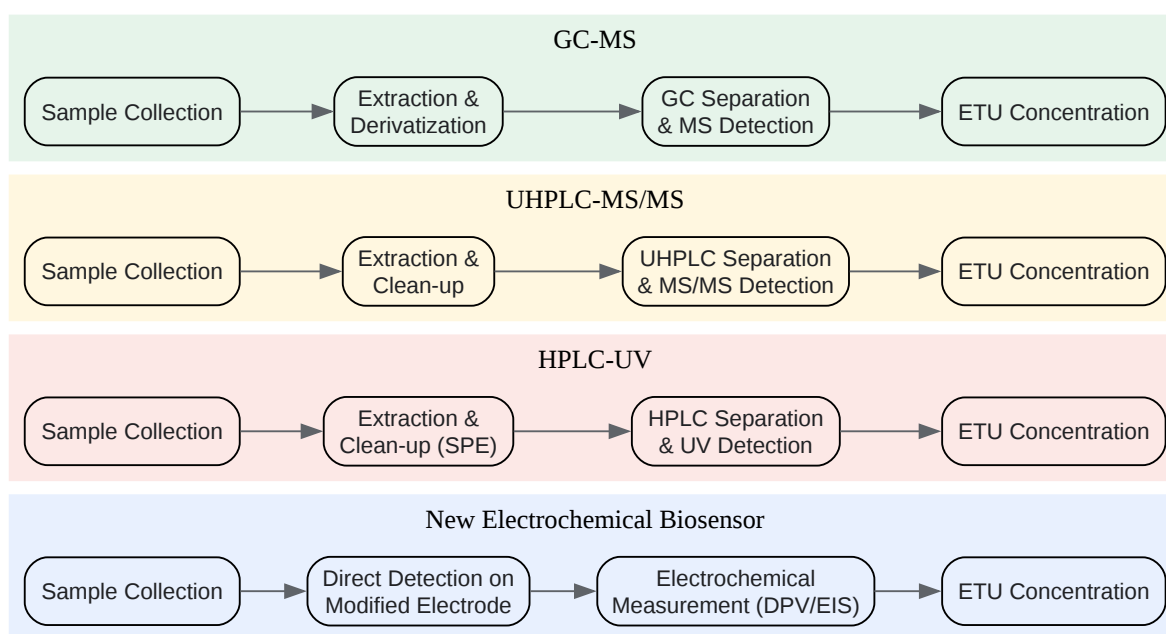 GC-MS
Sample Collection
Extraction &
Derivatization
GC Separation
& MS Detection
ETU Concentration
UHPLC-MS/MS
Sample Collection
Extraction &
Clean-up
UHPLC Separation
& MS/MS Detection
ETU Concentration
HPLC-UV
Sample Collection
Extraction &
Clean-up (SPE)
HPLC Separation
& UV Detection
ETU Concentration
New Electrochemical Biosensor
Sample Collection
Direct Detection on
Modified Electrode
Electrochemical
Measurement (DPV/EIS)
ETU Concentration